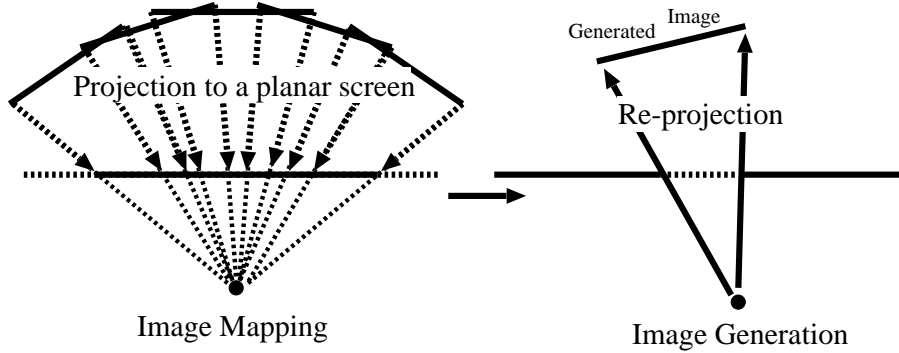 Projection to a planar screen
Image Mapping
Generated Image
Re-projection
Image Generation